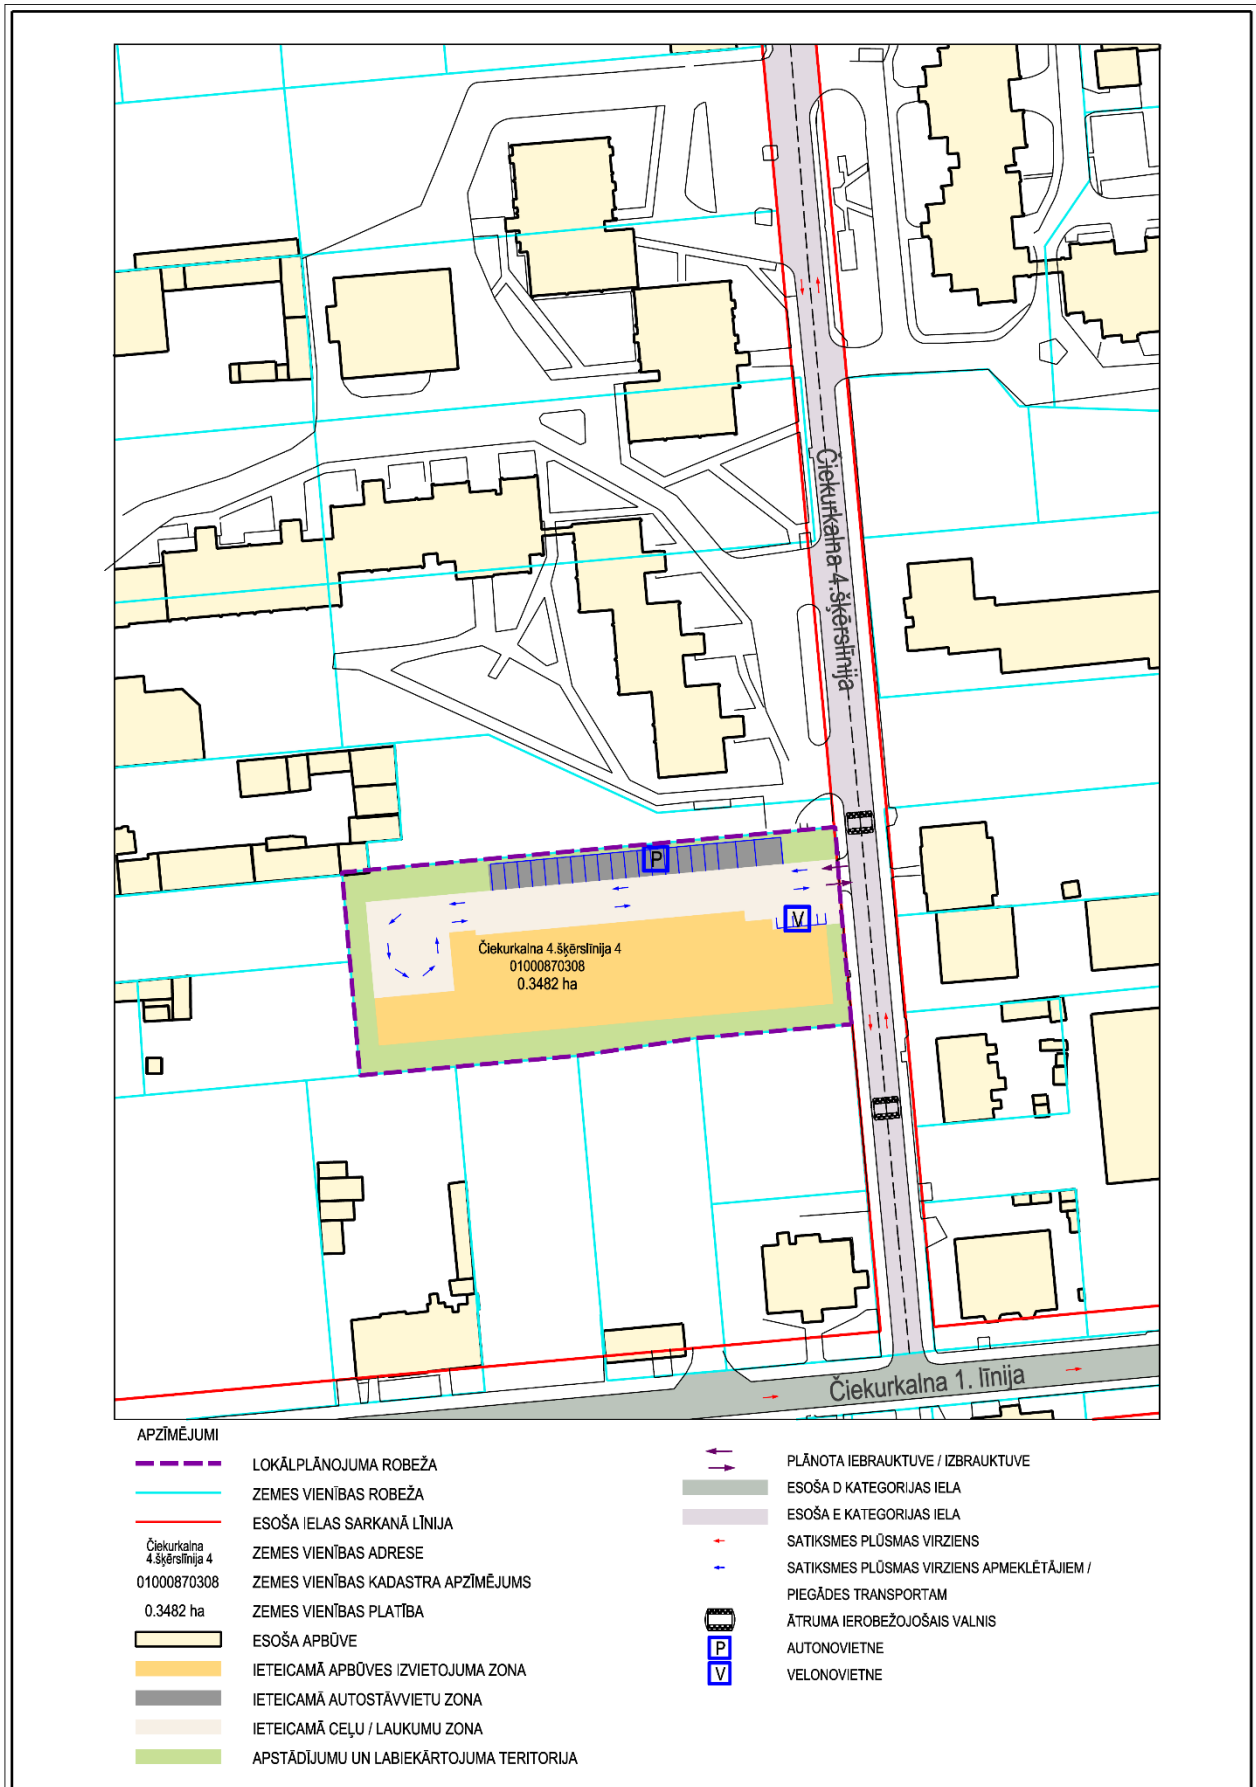 Čiekurkalna 4.šķērslīnija
P
V
Čiekurkalna 4.šķērslīnija 4
01000870308
0.3482 ha
Čiekurkalna 1. līnija
APZĪMĒJUMI
LOKĀLPLĀNOJUMA ROBEŽA
ZEMES VIENĪBAS ROBEŽA
ESOŠA IELAS SARKANĀ LĪNIJA
Čiekurkalna
4.šķērslīnija 4
ZEMES VIENĪBAS ADRESE
01000870308
ZEMES VIENĪBAS KADASTRA APZĪMĒJUMS
0.3482 ha
ZEMES VIENĪBAS PLATĪBA
ESOŠA APBŪVE
IETEICAMĀ APBŪVES IZVIETOJUMA ZONA
IETEICAMĀ AUTOSTĀVVIETU ZONA
IETEICAMĀ CEĻU / LAUKUMU ZONA
APSTĀDĪJUMU UN LABIEKĀRTOJUMA TERITORIJA
PLĀNOTA IEBRAUKTUVE / IZBRAUKTUVE
ESOŠA D KATEGORIJAS IELA
ESOŠA E KATEGORIJAS IELA
SATIKSMES PLŪSMAS VIRZIENS
SATIKSMES PLŪSMAS VIRZIENS APMEKLĒTĀJIEM /
PIEGĀDES TRANSPORTAM
ĀTRUMA IEROBEŽOJOŠAIS VALNIS
P
AUTONOVIETNE
V
VELONOVIETNE